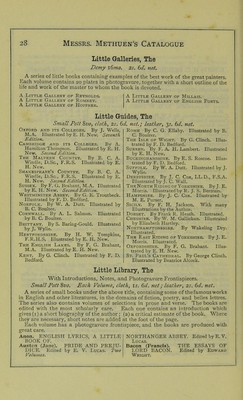 28 MESSRS. METHUEN'S CATALOGUE
Little Galleries, The
Demy 16mo. 2s. 6d. net.
A series of little books containing examples of the best work of the great painters.
Each volume contains 20 plates in photogravure, together with a short outline of the
life and work of the master to whom the book is devoted.
A LITTLE GALLERY OF REYNOLDS.
A LITTLE GALLERY OF ROMNEY.
A LITTLE GALLERY OF HOPPNER.
A LITTLE GALLERY OF MILLAIS.
A LITTLE GALLERY OF ENGLISH POETS.
Little Guides, The
Small Pott 8vo, cloth, 2s. 6d. net.; leather, 3s. 6d. net.
OXFORD AND ITS COLLEGES. By J. Wells,
M.A. Illustrated by E. H. New. Seventh
Edition.
CAMBRIDGE AND ITS COLLEGES. By A.
Hamilton Thompson. Illustrated by E. H.
New. Second Edition.
THE MALVERN COUNTRY. By B. C. A.
Windle, D.Sc., F.R.S. Illustrated by E.
H. New.
SHAKESPEARE'S COUNTRY. By B. C. A.
Windle, D.Sc., F.R.S. Illustrated by E.
H. New. Second Edition.
SUSSEX. By F. G. Brabant, M.A. Illustrated
by E. H. New. Second Edition.
WESTMINSTER ABBEY. By G. E. Troutbeck.
Illustrated by F. D. Bedford.
NORFOLK. By W. A. Dutt. Illustrated by
B. C. Boulter.
CORNWALL. By A. L. Salmon. Illustrated
by B. C. Boulter.
BRITTANY. By S. Baring-Gould. Illustrated
by J. Wylie.
HERTFORDSHIRE. By H. W. Tompkins,
F.R.H.S. Illustrated by E. H. New.
THE ENGLISH LAKES. By F. G. Brabant,
M.A. Illustrated by E. H. New.
KENT. By G. Clinch. Illustrated by F. D.
Bedford.
ROME By C. G. Ellaby. Illustrated by B.
C. Boulter.
THE ISLE OF WIGHT. By G. Clinch. Illus-
trated by F. D. Bedford.
SURREY. By F. A. H. Lambert. Illustrated
by E. H. New.
BUCKINGHAMSHIRE. By E. S. Roscoe. Illus-
trated by F. D. Bedford.
SUFFOLK. By W. A. Dutt. Illustrated by J.
Wylie.
DERBYSHIRE. By J. C. Cox, LL.D., F.S.A.
Illustrated by J. C. Wall.
THE NORTH RIDING OF YORKSHIRE. By J. E.
Morris. Illustrated by R. J. S. Bertram.
HAMPSHIRE. By J. C. Cox. Illustrated by
M. E. Purser.
SICILY. By F. H. Jackson. With many
Illustrations by the Author.
DORSET. By Frank R. Heath. Illustrated.
CHESHIRE. By W. M. Gallichan. Illustrated
by Elizabeth Hartley.
NORTHAMPTONSHIRE. By Wakeling Dry.
Illustrated.
THE EAST RIDING OF YORKSHIRE. By J. E.
Morris. Illustrated.
OXFORDSHIRE. By F. G. Brabant. Illus-
trated by E. H. New.
ST. PAUL'S CATHEDRAL. By George Clinch.
Illustrated by Beatrice Alcock.
Little Library, The
With Introductions, Notes, and Photogravure Frontispieces.
Small Pott 8vo. Each Volume, cloth, 1s. 6d. net; leather, 2s. 6d. net.
A series of small books under the above title, containing some of the famous works
in English and other literatures, in the domains of fiction, poetry, and belles lettres.
The series also contains volumes of selections in prose and verse. The books are
edited with the most scholarly care. Each one contains an introduction which
gives (1) a short biography of the author; (2) a critical estimate of the book. Where
they are necessary, short notes are added at the foot of the page.
Each volume has a photogravure frontispiece, and the books are produced with
great care.
Anon. ENGLISH LYRICS, A LITTLE
BOOK OF.
Austen (Jane). PRIDE AND PREJU-
DICE. Edited by E. V. LUCAS. Two
Volumes.
NORTHANGER ABBEY. Edited by E. V.
LUCAS.
Bacon (Francis). THE ESSAYS OF
LORD BACON. Edited by EDWARD
WRIGHT.